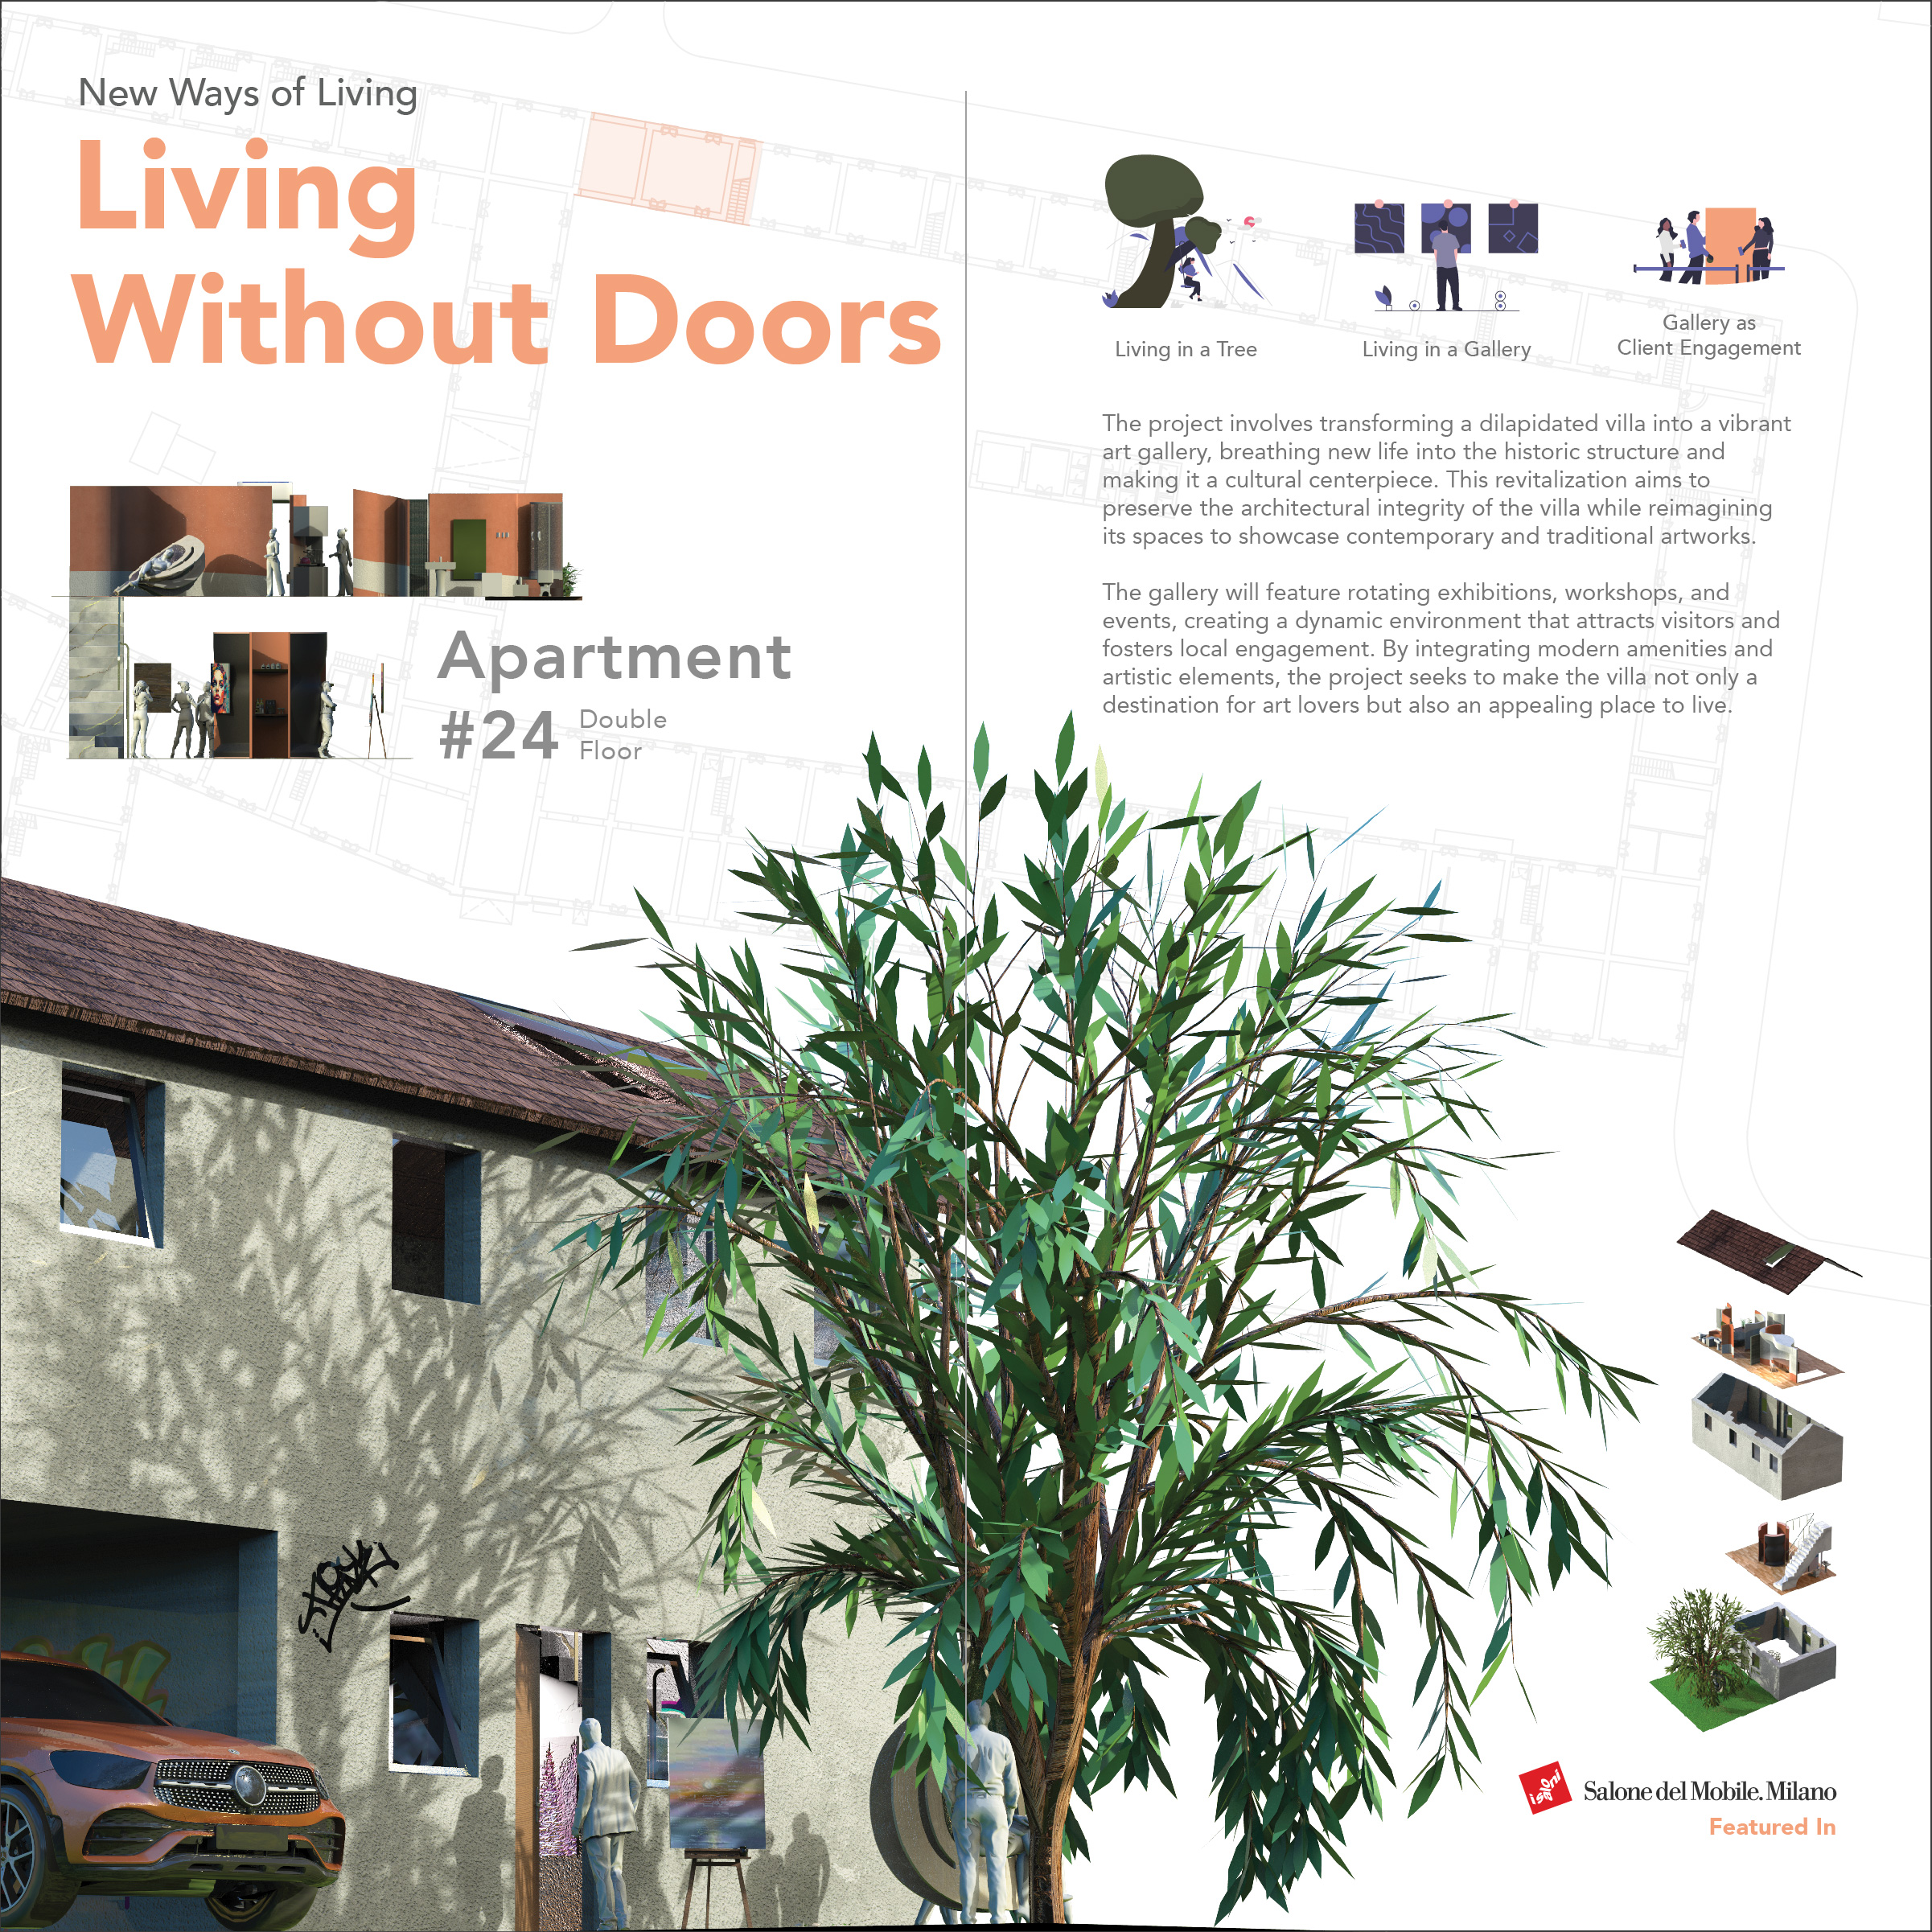 New Ways of Living
Living
Without Doors
Apartment
#24 Double
Floor
Living in a Tree
Living in a Gallery
Gallery as
Client Engagement
The project involves transforming a dilapidated villa into a vibrant
art gallery, breathing new life into the historic structure and
making it a cultural centerpiece. This revitalization aims to
preserve the architectural integrity of the villa while reimagining
its spaces to showcase contemporary and traditional artworks.
The gallery will feature rotating exhibitions, workshops, and
events, creating a dynamic environment that attracts visitors and
fosters local engagement. By integrating modern amenities and
artistic elements, the project seeks to make the villa not only a
destination for art lovers but also an appealing place to live.
i saloni
Salone del Mobile.Milano
Featured In